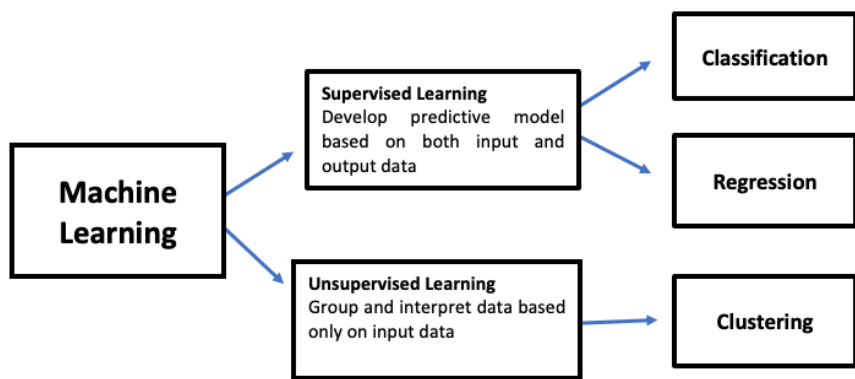 Machine
Learning
Supervised Learning
Develop predictive model
based on both input and
output data
Unsupervised Learning
Group and interpret data based
only on input data
Classification
Regression
Clustering